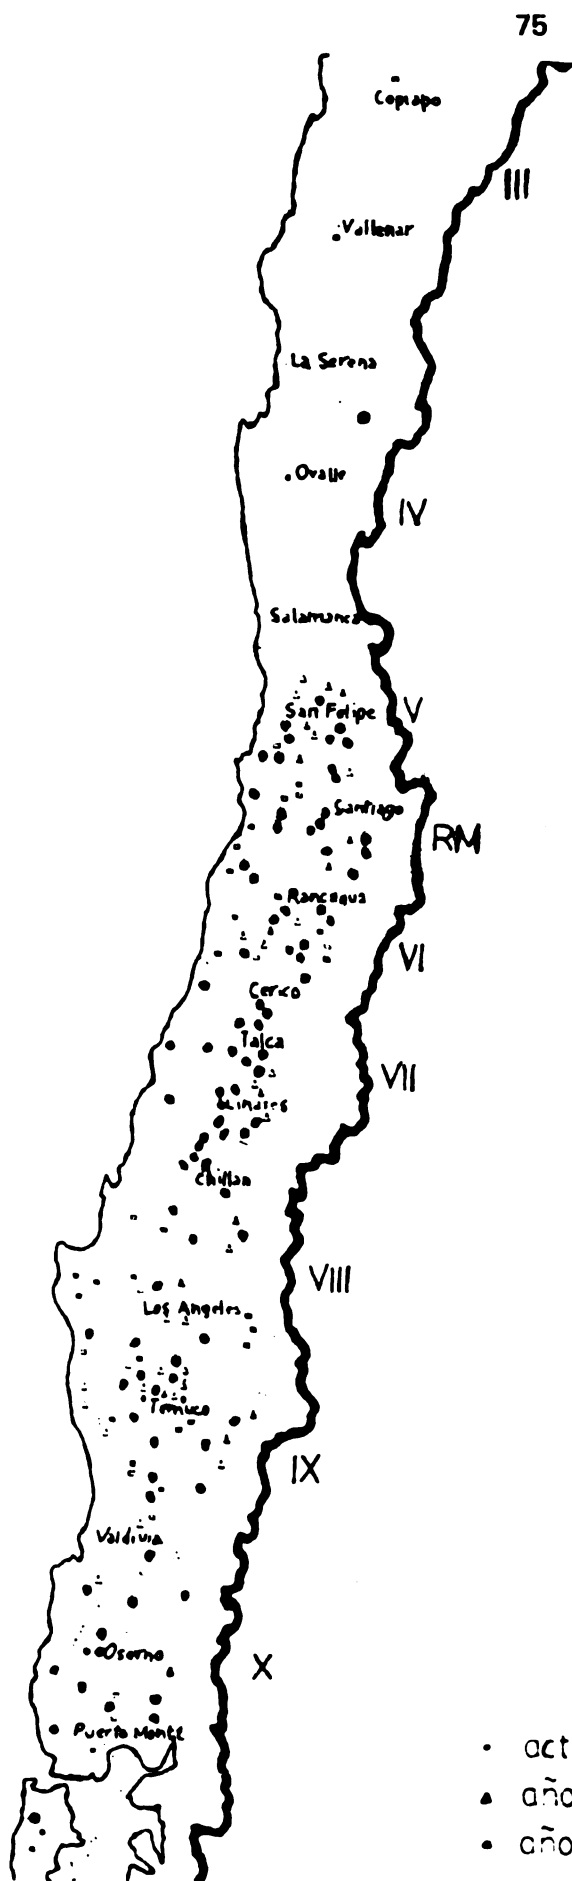 75
Copiapo
III
Vallenar
La Serena
Ovalle
IV
Salamanca
San Felipe
V
Santiago
RM
Rancagua
VI
Cerico
Talca
VII
Linares
Chillan
VIII
Los Angeles
Temuco
IX
Valdivia
Osorno
X
Puerto Montt
act
año
año